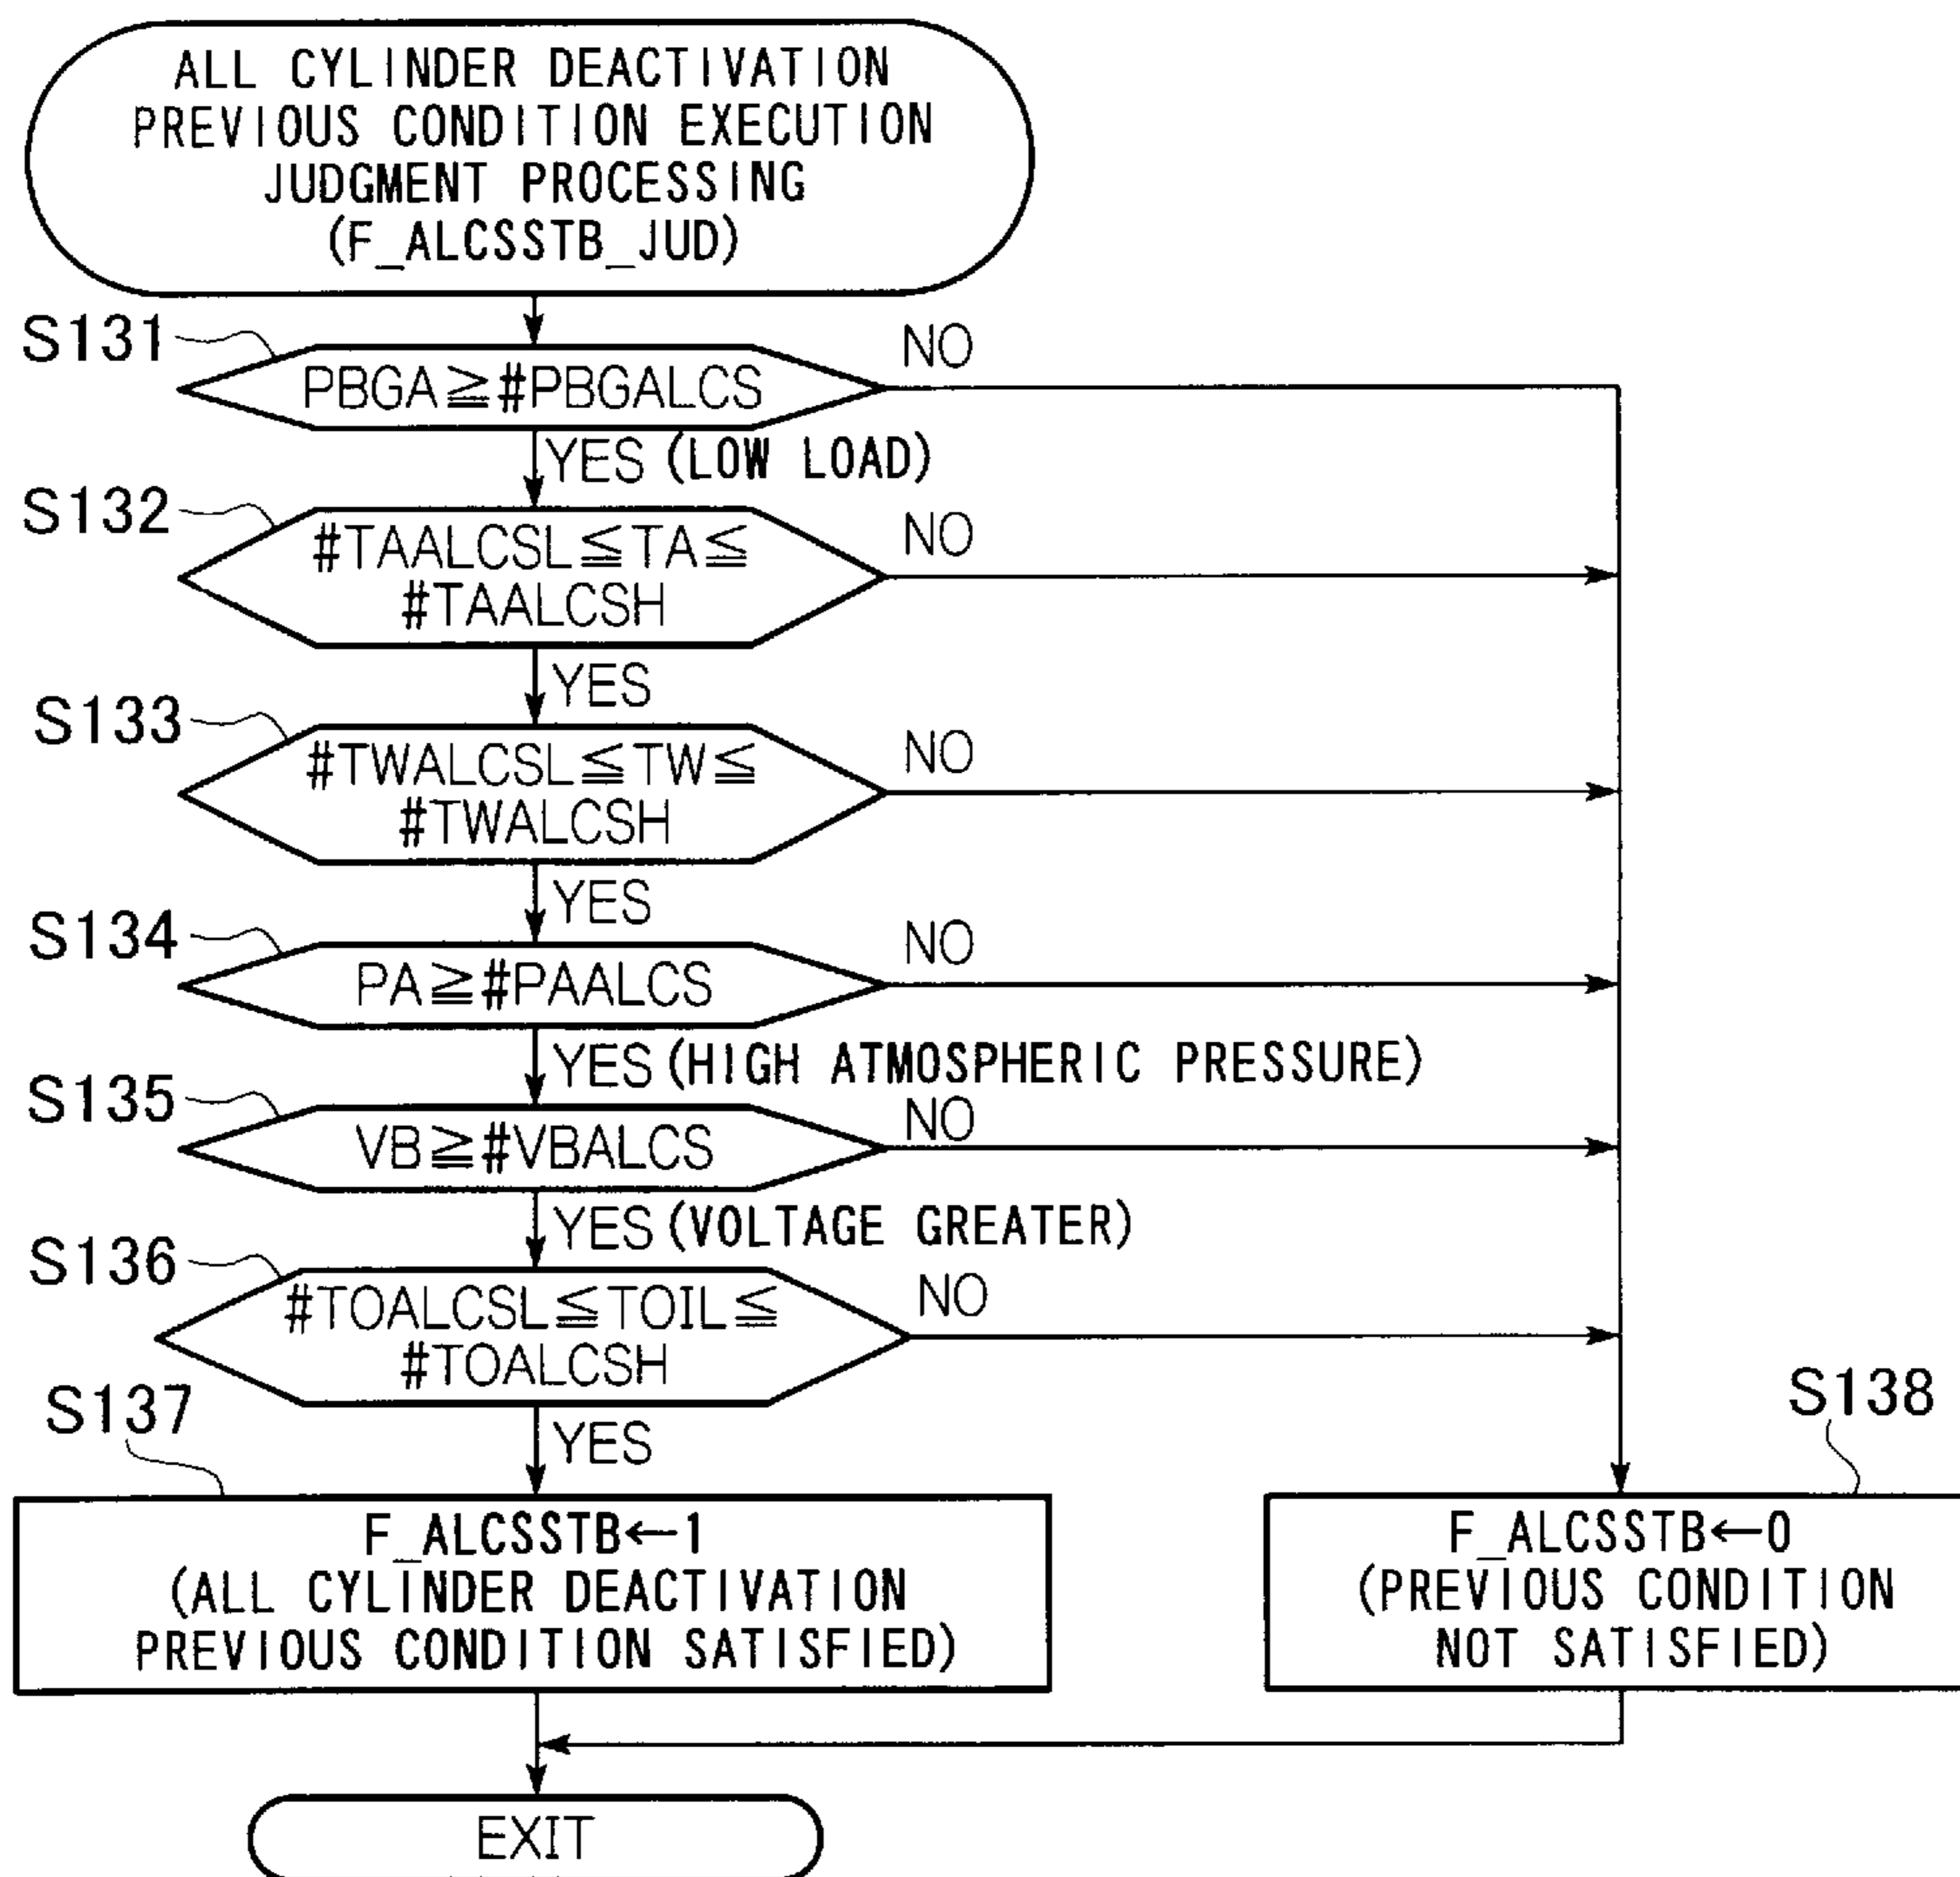 ALL CYLINDER DEACTIVATION
PREVIOUS CONDITION EXECUTION
JUDGMENT PROCESSING
(F_ALCSSTB_JUD)
S131
PBGA≧#PBGALCS
NO
YES (LOW LOAD)
S132
#TAALCSL≦TA≦
#TAALCSH
NO
YES
S133
#TWALCSL≦TW≦
#TWALCSH
NO
YES
S134
PA≧#PAALCS
NO
YES (HIGH ATMOSPHERIC PRESSURE)
S135
VB≧#VBALCS
NO
YES (VOLTAGE GREATER)
S136
#TOALCSL≦TOIL≦
#TOALCSH
NO
YES
S137
F_ALCSSTB←1
(ALL CYLINDER DEACTIVATION
PREVIOUS CONDITION SATISFIED)
S138
F_ALCSSTB←0
(PREVIOUS CONDITION
NOT SATISFIED)
EXIT